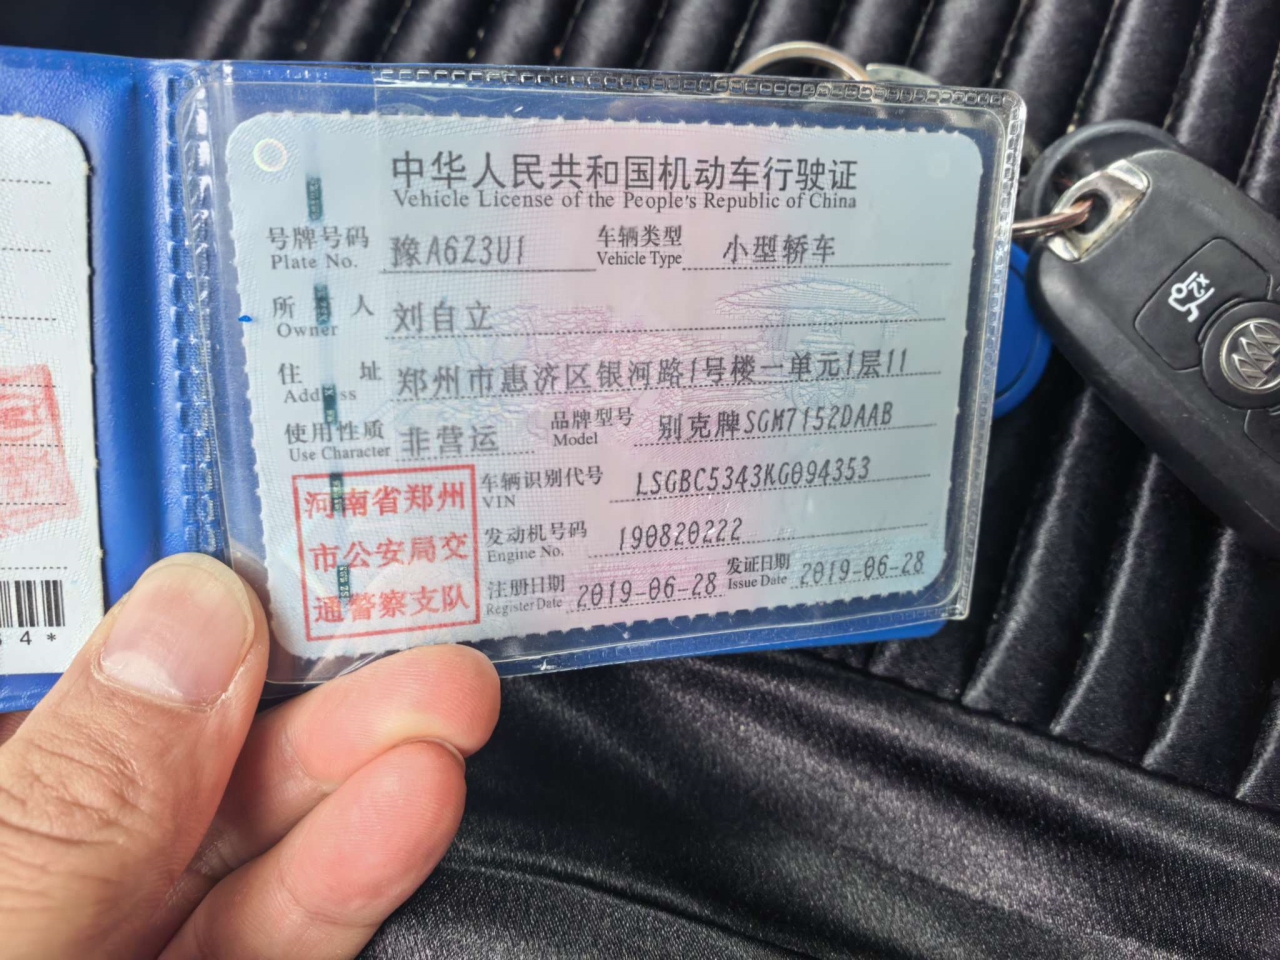 中华人民共和国机动车行驶证
Vehicle License of the People's Republic of China
号牌号码 豫A6Z3U1 车辆类型 小型轿车
Plate No. Vehicle Type
所 人 刘自立
Owner
住 址 郑州市惠济区银河路1号楼一单元1层11
Address
使用性质 非营运 品牌型号 别克牌SGM7152DAAB
Use Character Model
车辆识别代号 LSGBC5343KG094353
VIN
发动机号码 190820222
Engine No.
注册日期 2019-06-28 发证日期 2019-06-28
Register Date Issue Date
河南省郑州
市公安局交
通警察支队
4*
x2